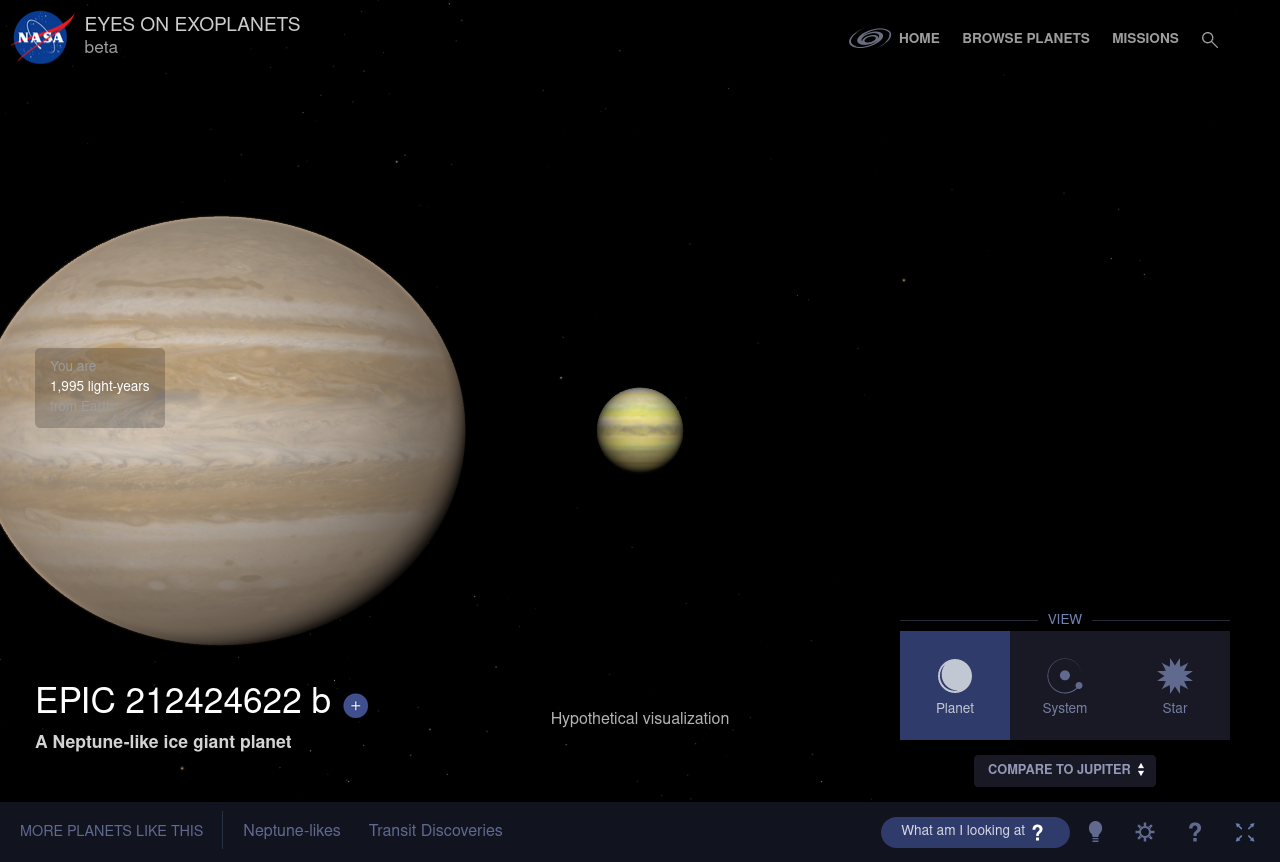 NASA
EYES ON EXOPLANETS
beta
HOME
BROWSE PLANETS
MISSIONS
You are
1,995 light-years
from Earth
EPIC 212424622 b +
A Neptune-like ice giant planet
Hypothetical visualization
VIEW
Planet
System
Star
COMPARE TO JUPITER
MORE PLANETS LIKE THIS
Neptune-likes
Transit Discoveries
What am I looking at ?
?